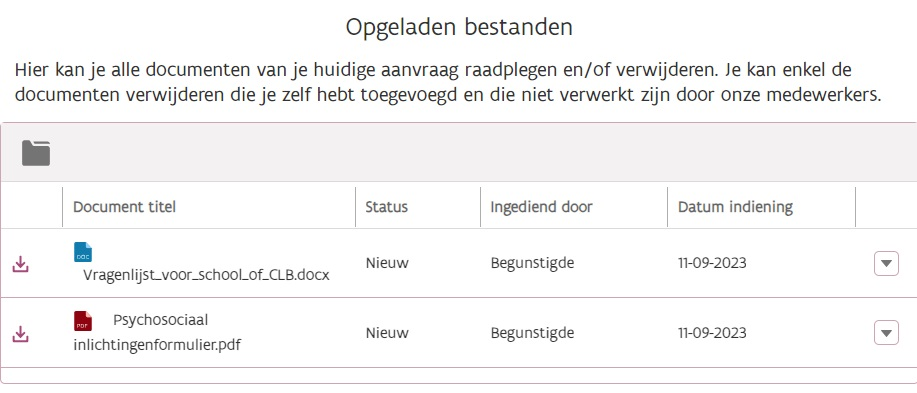 Opgeladen bestanden
Hier kan je alle documenten van je huidige aanvraag raadplegen en/of verwijderen. Je kan enkel de
documenten verwijderen die je zelf hebt toegevoegd en die niet verwerkt zijn door onze medewerkers.
Document titel Status Ingediend door Datum indiening
DOC
Vragenlijst_voor_school_of_CLB.docx Nieuw Begunstigde 11-09-2023
PDF Psychosociaal
inlichtingenformulier.pdf Nieuw Begunstigde 11-09-2023